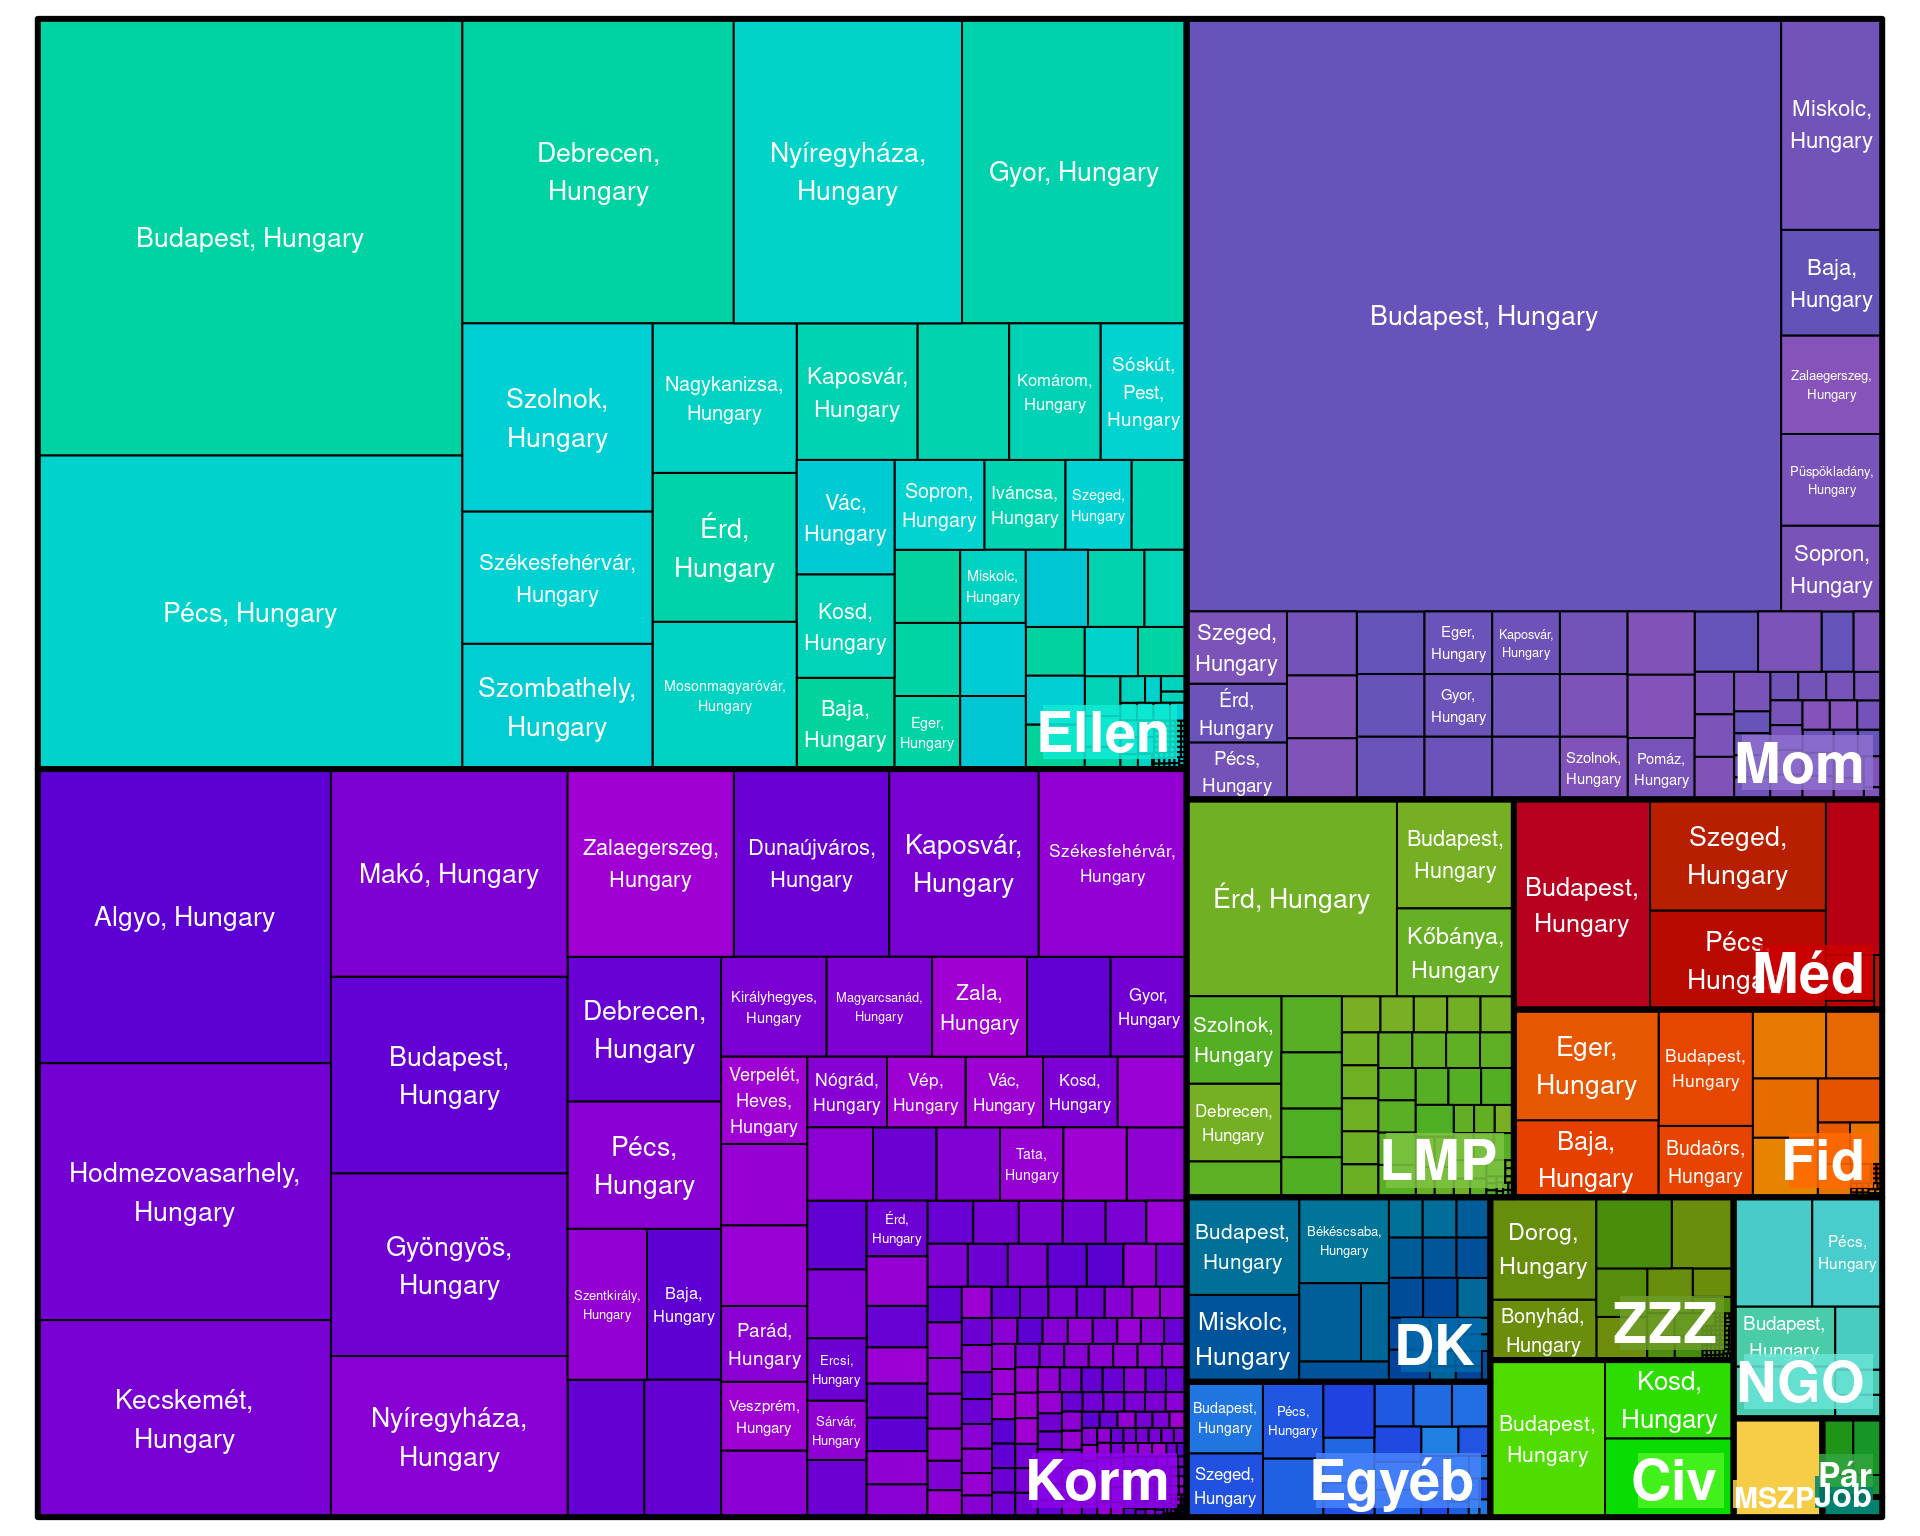 Budapest, Hungary
Pécs, Hungary
Debrecen,
Hungary
Nyíregyháza,
Hungary
Gyor, Hungary
Szolnok,
Hungary
Székesfehérvár,
Hungary
Szombathely,
Hungary
Nagykanizsa,
Hungary
Érd,
Hungary
Mosonmagyaróvár,
Hungary
Kaposvár,
Hungary
Komárom,
Hungary
Sóskút,
Pest,
Hungary
Vác,
Hungary
Kosd,
Hungary
Baja,
Hungary
Sopron,
Hungary
Iváncsa,
Hungary
Szeged,
Hungary
Miskolc,
Hungary
Eger,
Hungary
Ellen
Budapest, Hungary
Miskolc,
Hungary
Baja,
Hungary
Zalaegerszeg,
Hungary
Püspökladány,
Hungary
Sopron,
Hungary
Szeged,
Hungary
Érd,
Hungary
Pécs,
Hungary
Eger,
Hungary
Kaposvár,
Hungary
Gyor,
Hungary
Szolnok,
Hungary
Pomáz,
Hungary
Mom
Algyo, Hungary
Hodmezovasarhely,
Hungary
Kecskemét,
Hungary
Makó, Hungary
Budapest,
Hungary
Gyöngyös,
Hungary
Nyíregyháza,
Hungary
Zalaegerszeg,
Hungary
Dunaújváros,
Hungary
Kaposvár,
Hungary
Székesfehérvár,
Hungary
Debrecen,
Hungary
Pécs,
Hungary
Szentkirály,
Hungary
Baja,
Hungary
Királyhegyes,
Hungary
Magyarcsanád,
Hungary
Zala,
Hungary
Gyor,
Hungary
Verpelét,
Heves,
Hungary
Nógrád,
Hungary
Vép,
Hungary
Vác,
Hungary
Kosd,
Hungary
Tata,
Hungary
Érd,
Hungary
Parád,
Hungary
Ercsi,
Hungary
Veszprém,
Hungary
Sárvár,
Hungary
Korm
Érd, Hungary
Budapest,
Hungary
Kőbánya,
Hungary
Szolnok,
Hungary
Debrecen,
Hungary
LMP
Budapest,
Hungary
Szeged,
Hungary
Pécs,
Hunga
Méd
Eger,
Hungary
Baja,
Hungary
Budapest,
Hungary
Budaörs,
Hungary
Fid
Budapest,
Hungary
Miskolc,
Hungary
Békéscsaba,
Hungary
DK
Dorog,
Hungary
Bonyhád,
Hungary
ZZZ
Pécs,
Hungary
Budapest,
Hungary
NGO
Budapest,
Hungary
Szeged,
Hungary
Pécs,
Hungary
Egyéb
Budapest,
Hungary
Kosd,
Hungary
Civ
MSZP
Pár
Job